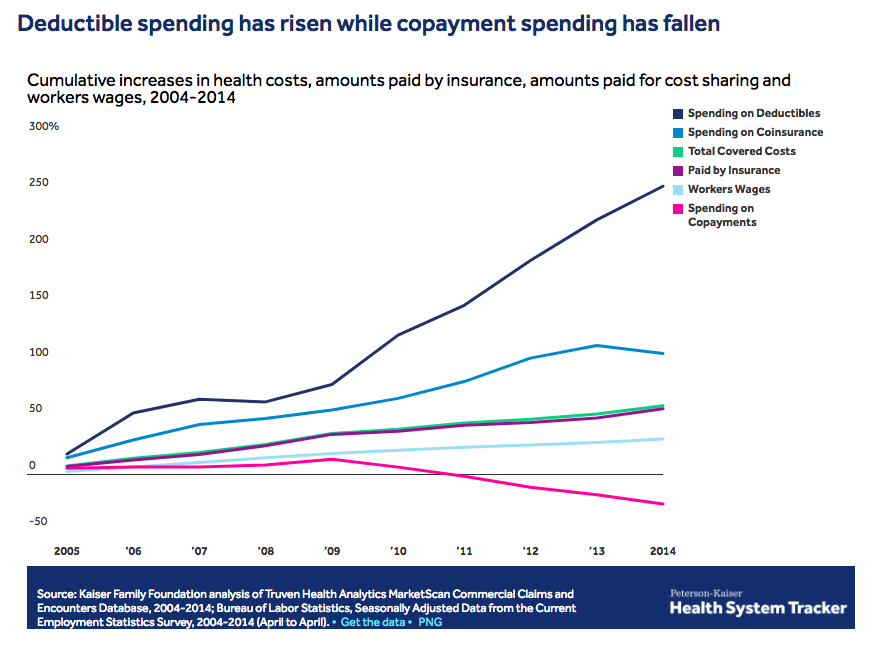 Deductible spending has risen while copayment spending has fallen
Cumulative increases in health costs, amounts paid by insurance, amounts paid for cost sharing and
workers wages, 2004-2014
Spending on Deductibles
Spending on Coinsurance
Total Covered Costs
Paid by Insurance
Workers Wages
Spending on
Copayments
300%
250
200
150
100
50
0
-50
2005 '06 '07 '08 '09 '10 '11 '12 '13 2014
Source: Kaiser Family Foundation analysis of Truven Health Analytics MarketScan Commercial Claims and
Encounters Database, 2004-2014; Bureau of Labor Statistics, Seasonally Adjusted Data from the Current
Employment Statistics Survey, 2004-2014 (April to April). • Get the data • PNG
Peterson-Kaiser
Health System Tracker